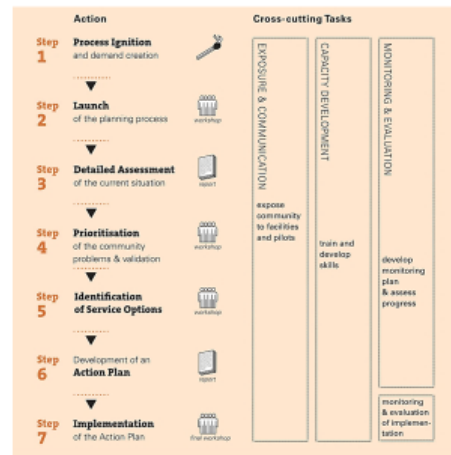 Action
Cross-cutting Tasks
Step
1
Process Ignition
and demand creation
Step
2
Launch
of the planning process
workshop
Step
3
Detailed Assessment
of the current situation
report
Step
4
Prioritisation
of the community
problems & validation
workshop
Step
5
Identification
of Service Options
workshop
Step
6
Development of an
Action Plan
report
Step
7
Implementation
of the Action Plan
final workshop
EXPOSURE & COMMUNICATION
expose
community
to facilities
and pilots
CAPACITY DEVELOPMENT
train and
develop
skills
MONITORING & EVALUATION
develop
monitoring
plan
& assess
progress
monitoring
& evaluation
of implemen-
tation